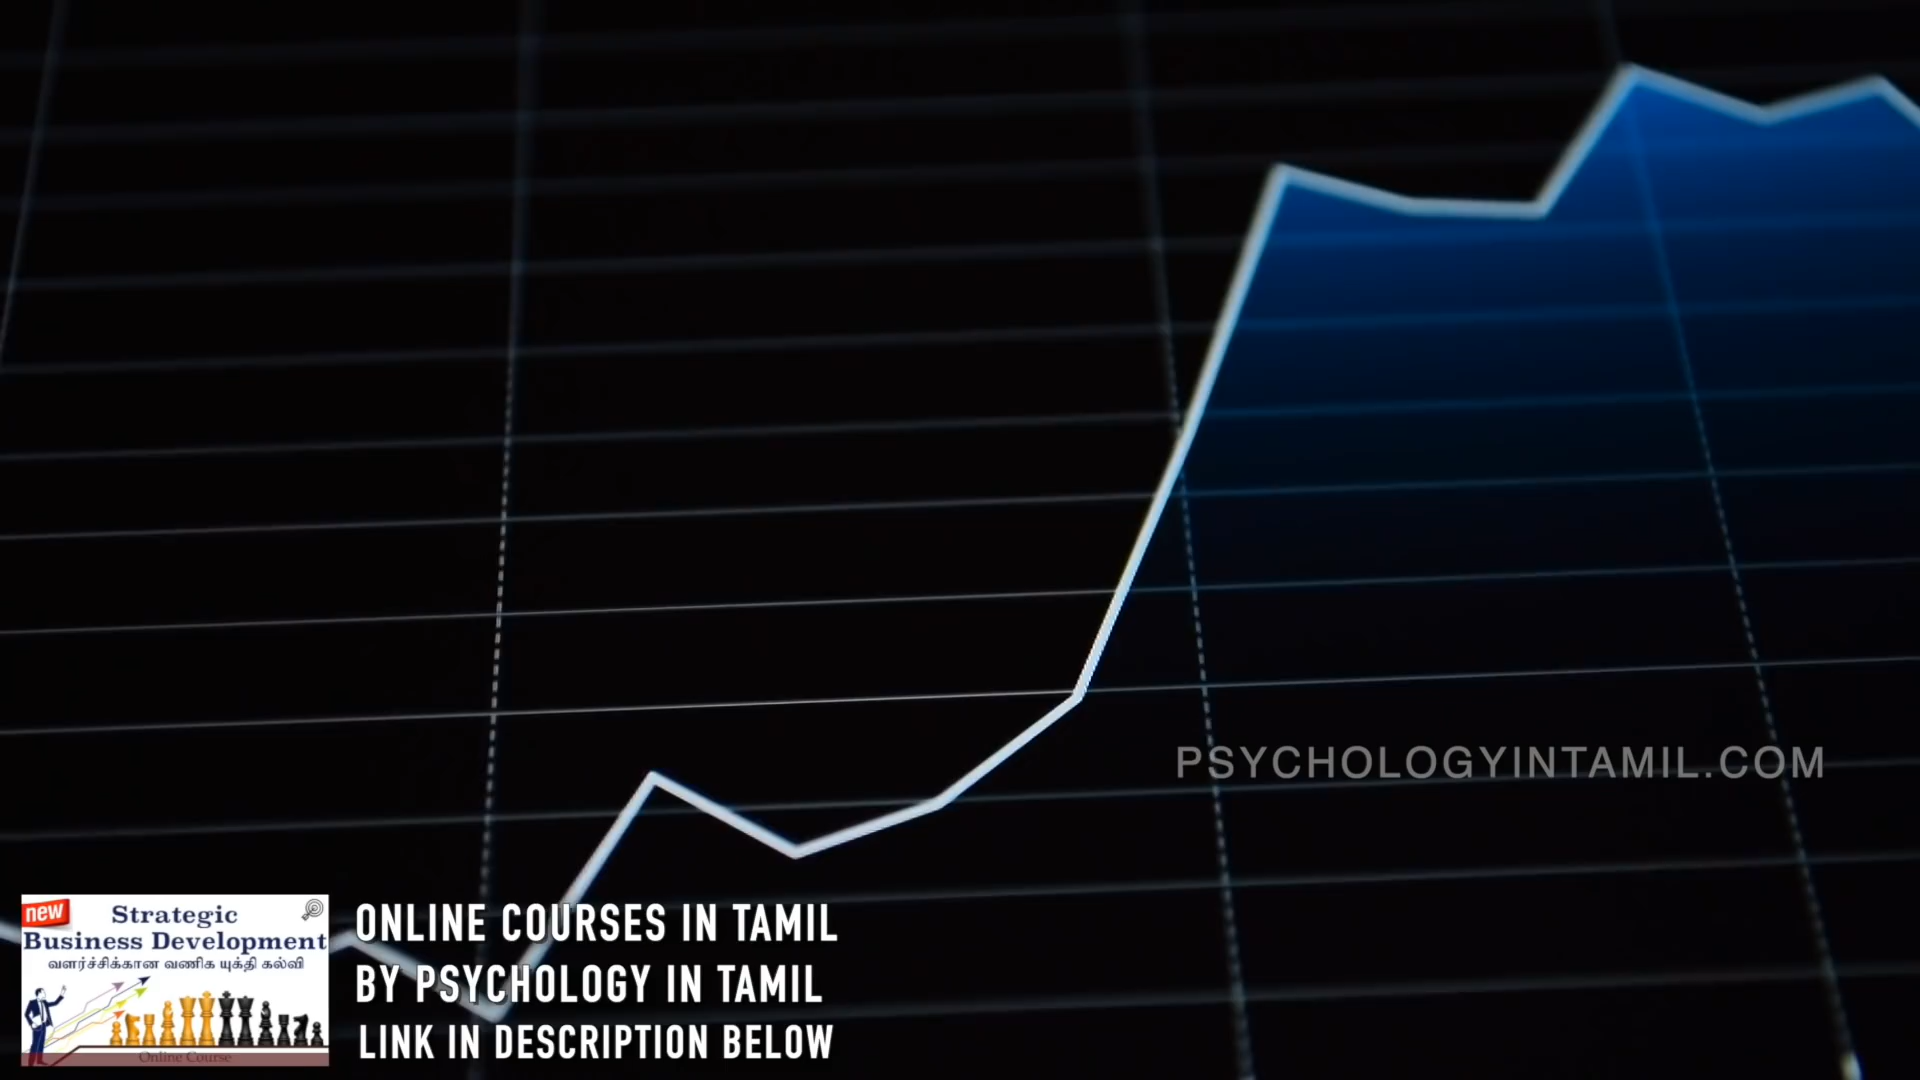 PSYCHOLOGYINTAMIL.COM
new
Strategic
Business Development
வளர்ச்சிக்கான வணிக யுக்தி கல்வி
Online Course
ONLINE COURSES IN TAMIL
BY PSYCHOLOGY IN TAMIL
LINK IN DESCRIPTION BELOW